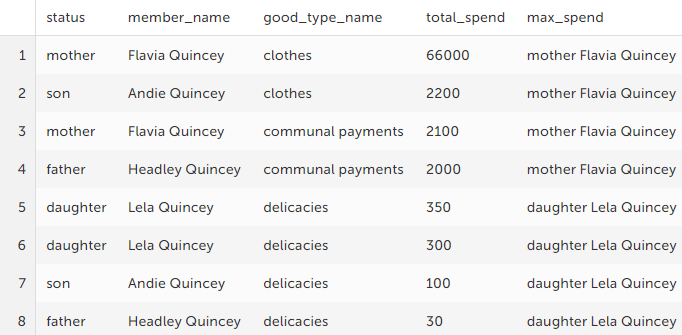 status member_name good_type_name total_spend max_spend
1 mother Flavia Quincey clothes 66000 mother Flavia Quincey
2 son Andie Quincey clothes 2200 mother Flavia Quincey
3 mother Flavia Quincey communal payments 2100 mother Flavia Quincey
4 father Headley Quincey communal payments 2000 mother Flavia Quincey
5 daughter Lela Quincey delicacies 350 daughter Lela Quincey
6 daughter Lela Quincey delicacies 300 daughter Lela Quincey
7 son Andie Quincey delicacies 100 daughter Lela Quincey
8 father Headley Quincey delicacies 30 daughter Lela Quincey